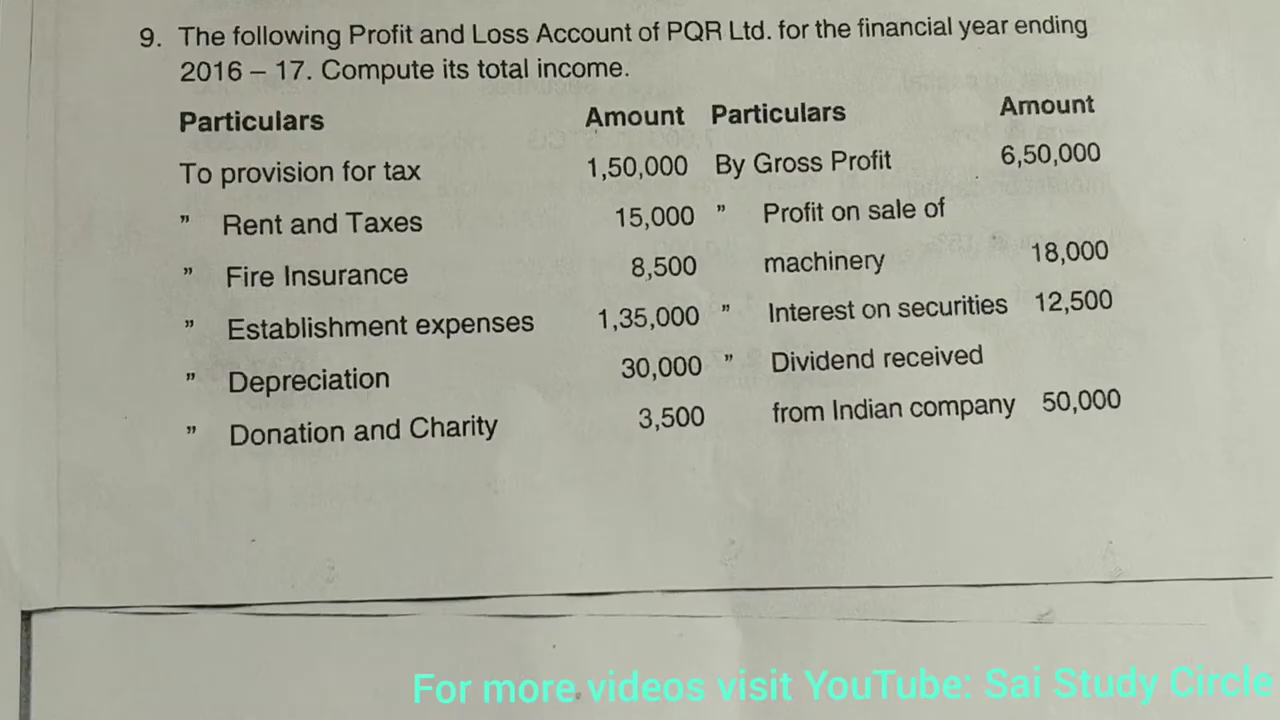 9. The following Profit and Loss Account of PQR Ltd. for the financial year ending
2016 – 17. Compute its total income.
Particulars Amount Particulars Amount
To provision for tax 1,50,000 By Gross Profit 6,50,000
" Rent and Taxes 15,000 " Profit on sale of
" Fire Insurance 8,500 machinery 18,000
" Establishment expenses 1,35,000 " Interest on securities 12,500
" Depreciation 30,000 " Dividend received
" Donation and Charity 3,500 from Indian company 50,000
For more videos visit YouTube: Sai Study Circle